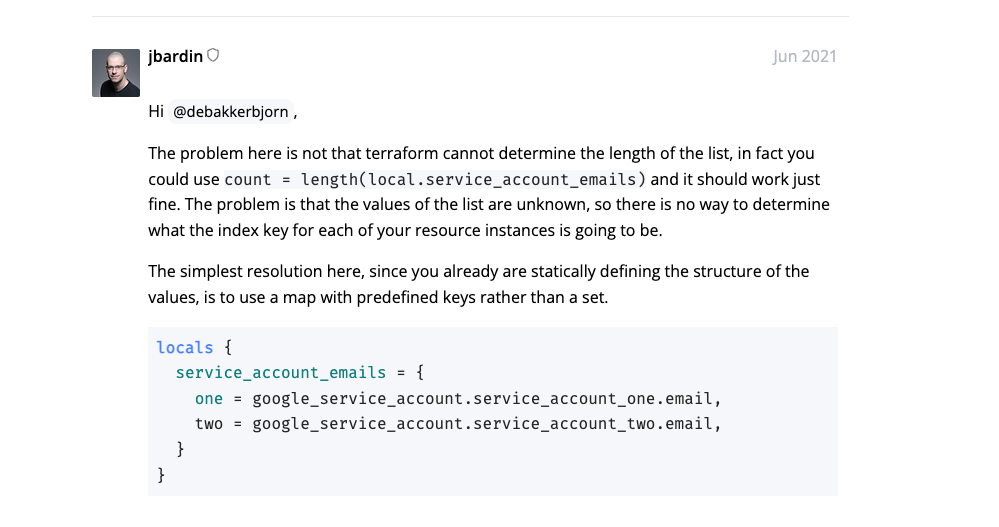 jbardin
Jun 2021
Hi @debakkerbjorn ,
The problem here is not that terraform cannot determine the length of the list, in fact you
could use count = length(local.service_account_emails) and it should work just
fine. The problem is that the values of the list are unknown, so there is no way to determine
what the index key for each of your resource instances is going to be.
The simplest resolution here, since you already are statically defining the structure of the
values, is to use a map with predefined keys rather than a set.
locals {
  service_account_emails = {
    one = google_service_account.service_account_one.email,
    two = google_service_account.service_account_two.email,
  }
}